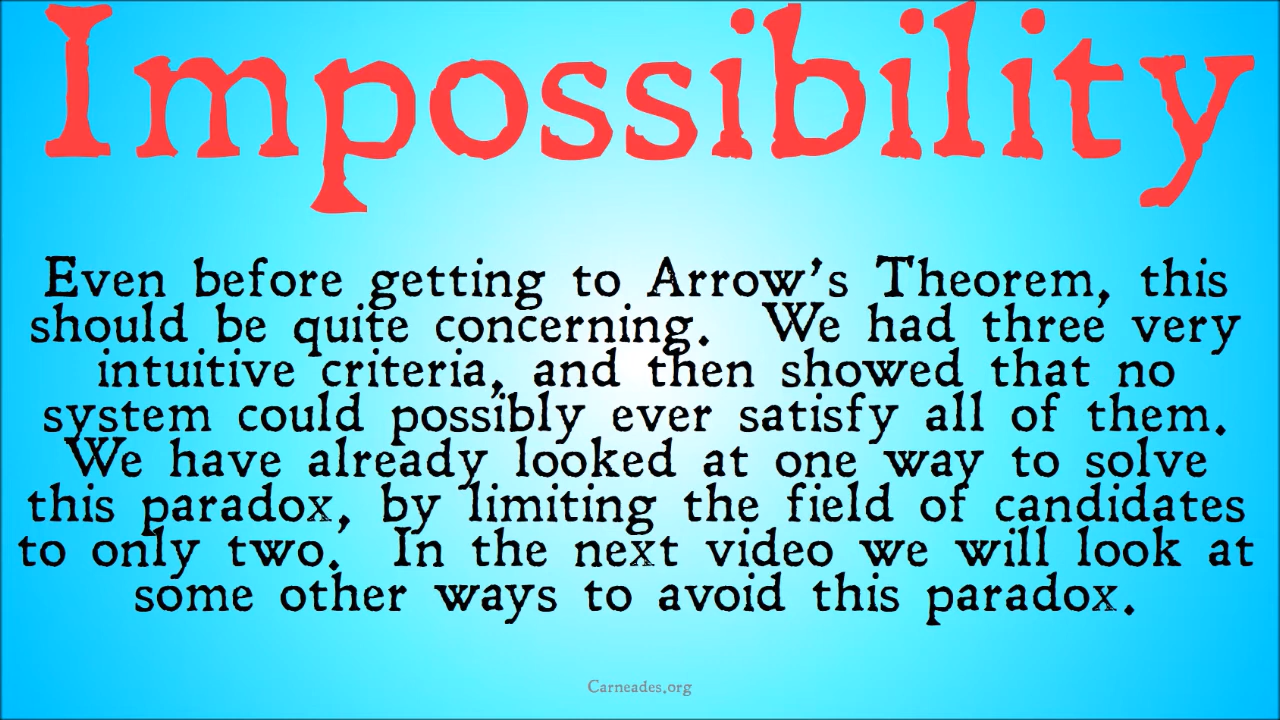 Impossibility
Even before getting to Arrow's Theorem, this
should be quite concerning.  We had three very
intuitive criteria, and then showed that no
system could possibly ever satisfy all of them.
We have already looked at one way to solve
this paradox, by limiting the field of candidates
to only two.  In the next video we will look at
some other ways to avoid this paradox.
Carneades.org